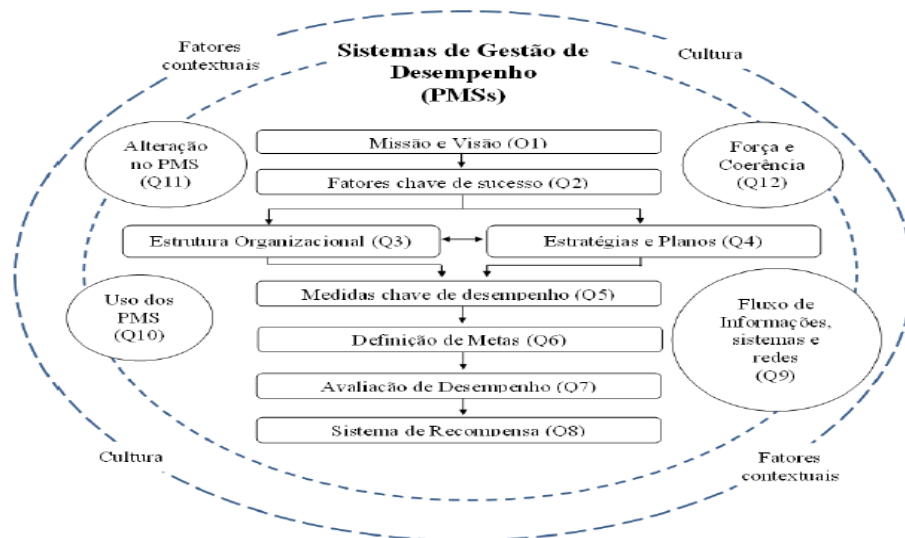 Fatores
contextuais
Sistemas de Gestão de
Desempenho
(PMSs)
Cultura
Alteração
no PMS
(Q11)
Missão e Visão (Q1)
Força e
Coerência
(Q12)
Fatores chave de sucesso (Q2)
Estrutura Organizacional (Q3)
Estratégias e Planos (Q4)
Uso dos
PMS
(Q10)
Medidas chave de desempenho (Q5)
Fluxo de
Informações,
sistemas e
redes
(Q9)
Definição de Metas (Q6)
Avaliação de Desempenho (Q7)
Sistema de Recompensa (Q8)
Cultura
Fatores
contextuais